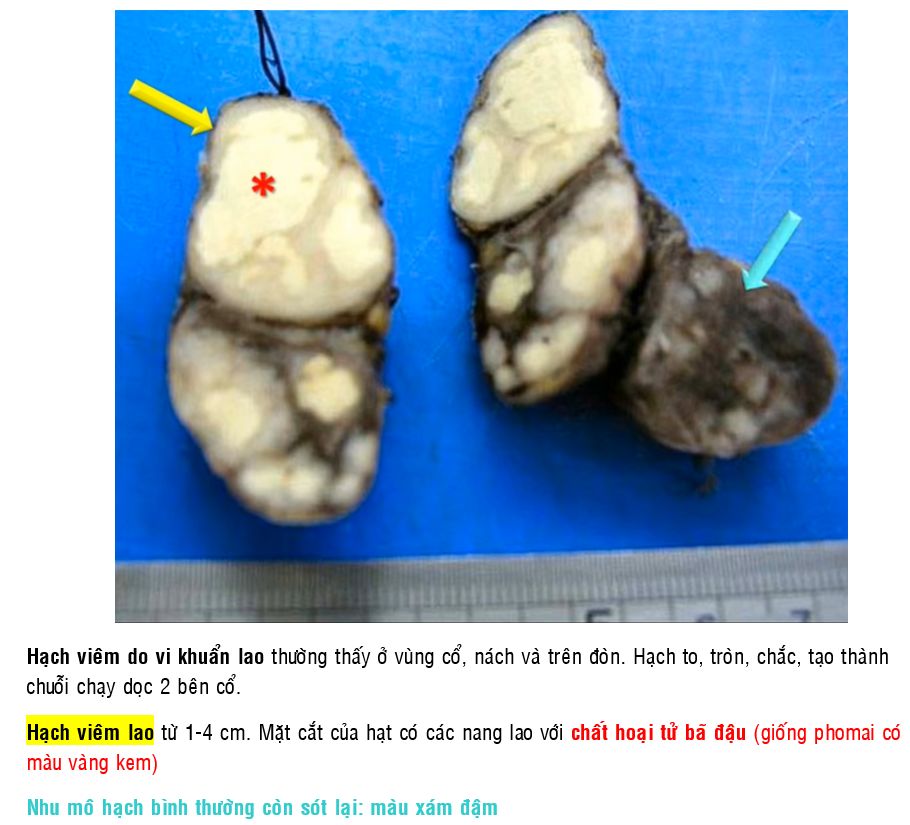 *
5
7
Hạch viêm do vi khuẩn lao thường thấy ở vùng cổ, nách và trên đòn. Hạch to, tròn, chắc, tạo thành
chuỗi chạy dọc 2 bên cổ.
Hạch viêm lao từ 1-4 cm. Mặt cắt của hạt có các nang lao với chất hoại tử bã đậu (giống phomai có
màu vàng kem)
Nhu mô hạch bình thường còn sót lại: màu xám đậm